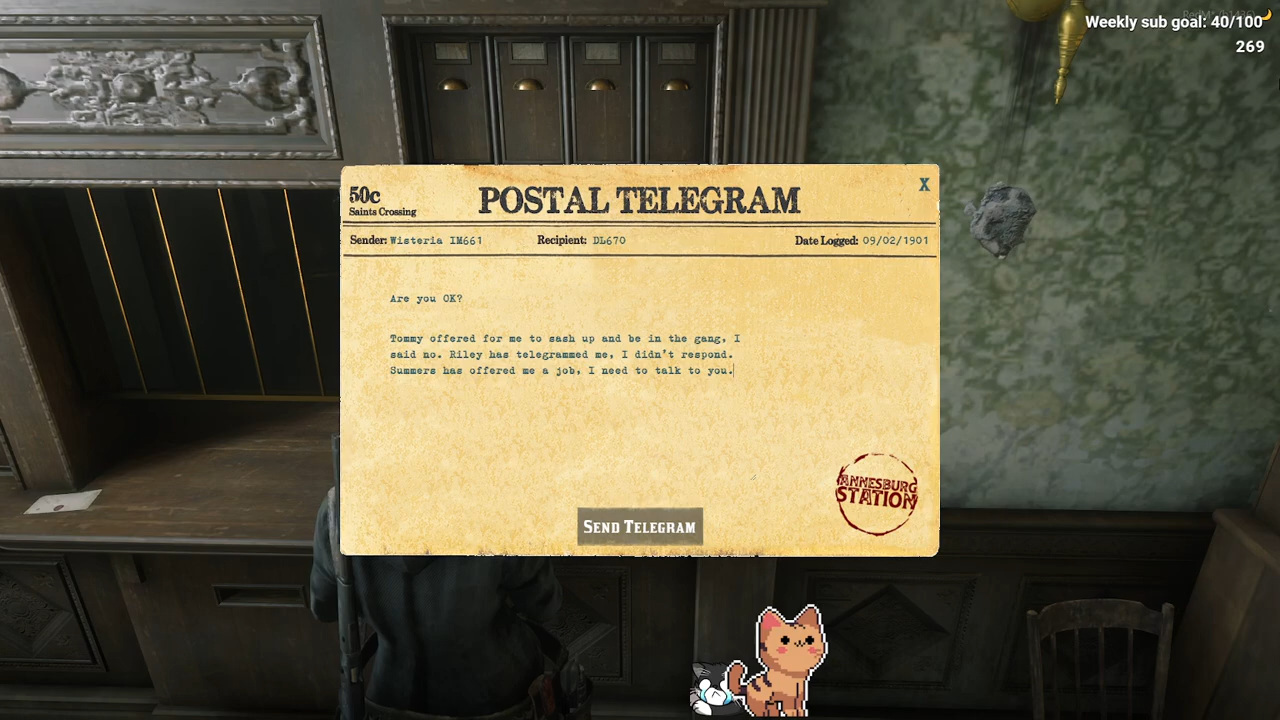 Weekly sub goal: 40/100
269
50c
Saints Crossing
POSTAL TELEGRAM
X
Sender: Wisteria IM661
Recipient: DL670
Date Logged: 09/02/1901
Are you OK?
Tommy offered for me to sash up and be in the gang, I
said no. Riley has telegrammed me, I didn't respond.
Summers has offered me a job, I need to talk to you.
ANNESBURG
STATION
SEND TELEGRAM